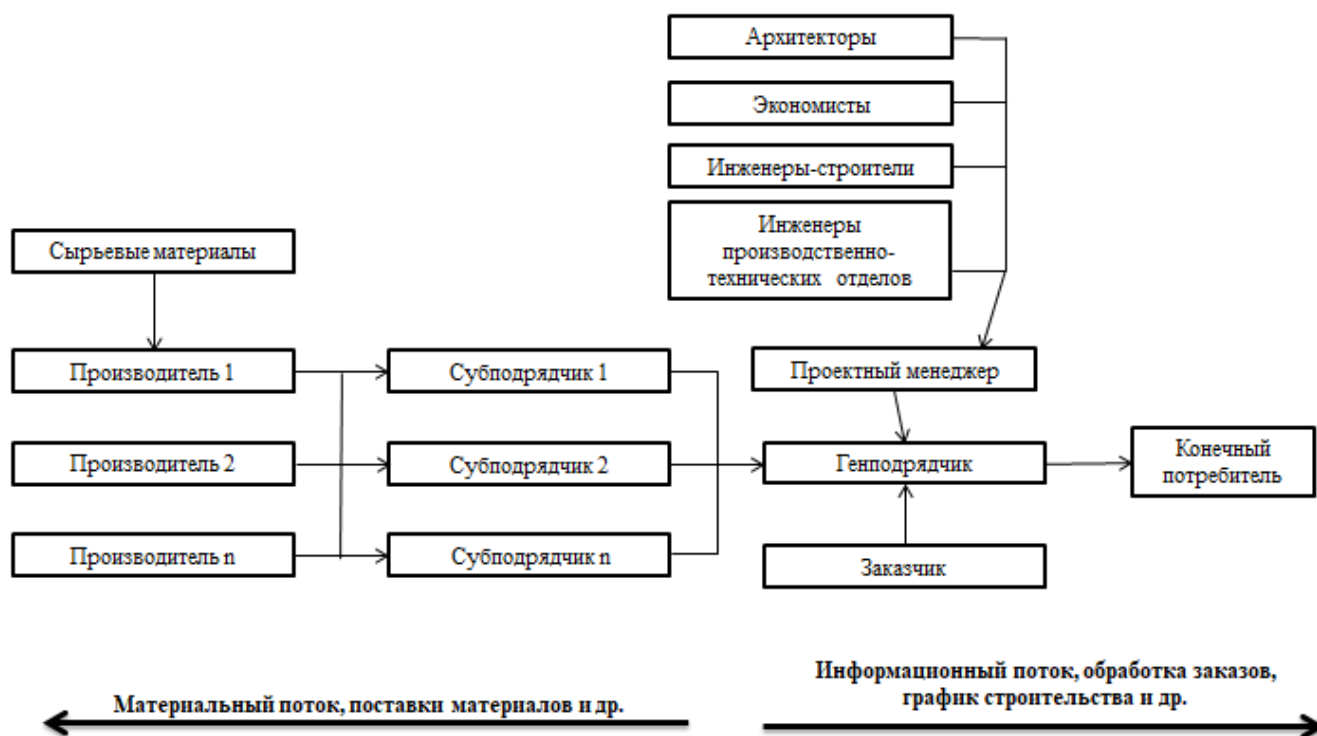 Архитекторы
Экономисты
Инженеры-строители
Инженеры
производственно-
технических отделов
Сырьевые материалы
Производитель 1
Субподрядчик 1
Проектный менеджер
Производитель 2
Субподрядчик 2
Генподрядчик
Конечный
потребитель
Производитель n
Субподрядчик n
Заказчик
Материальный поток, поставки материалов и др.
Информационный поток, обработка заказов,
график строительства и др.